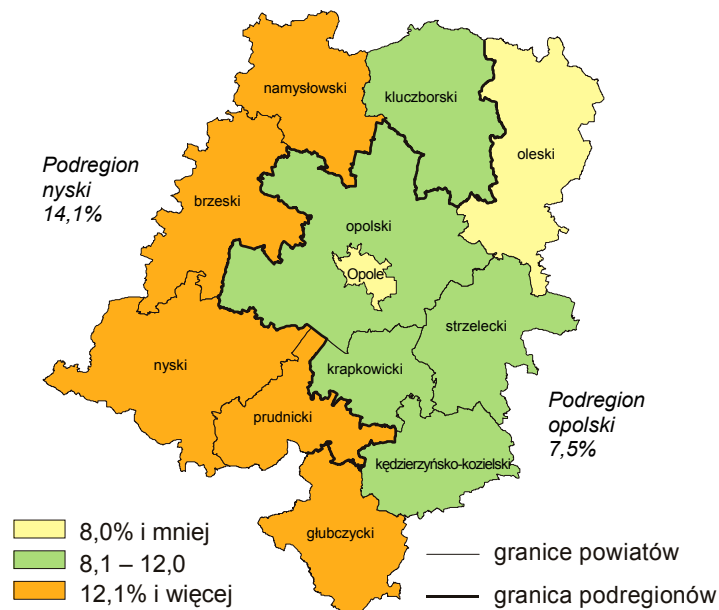 namysłowski
kluczborski
oleski
Podregion
nyski
14,1%
brzeski
opolski
Opole
strzelecki
nyski
krapkowicki
prudnicki
Podregion
opolski
7,5%
kędzierzyńsko-kozielski
głubczycki
8,0% i mniej
8,1 – 12,0
12,1% i więcej
granice powiatów
granica podregionów